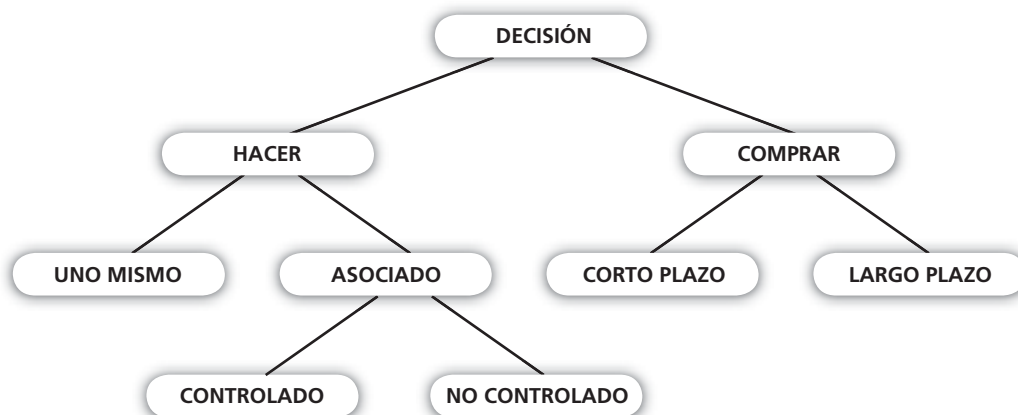 DECISIÓN
HACER
COMPRAR
UNO MISMO
ASOCIADO
CORTO PLAZO
LARGO PLAZO
CONTROLADO
NO CONTROLADO